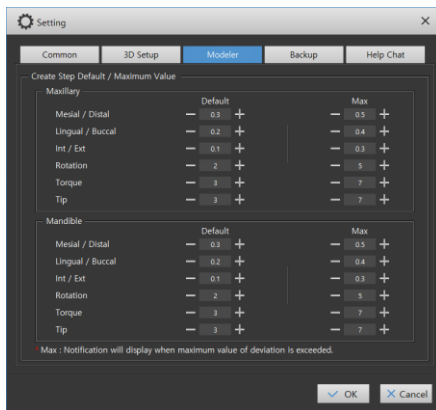 Setting
Common 3D Setup Modeler Backup Help Chat
Create Step Default / Maximum Value
Maxillary
Default Max
Mesial / Distal 0.3 0.5
Lingual / Buccal 0.2 0.4
Int / Ext 0.1 0.3
Rotation 2 5
Torque 3 7
Tip 3 7
Mandible
Default Max
Mesial / Distal 0.3 0.5
Lingual / Buccal 0.2 0.4
Int / Ext 0.1 0.3
Rotation 2 5
Torque 3 7
Tip 3 7
*Max : Notification will display when maximum value of deviation is exceeded.
OK Cancel